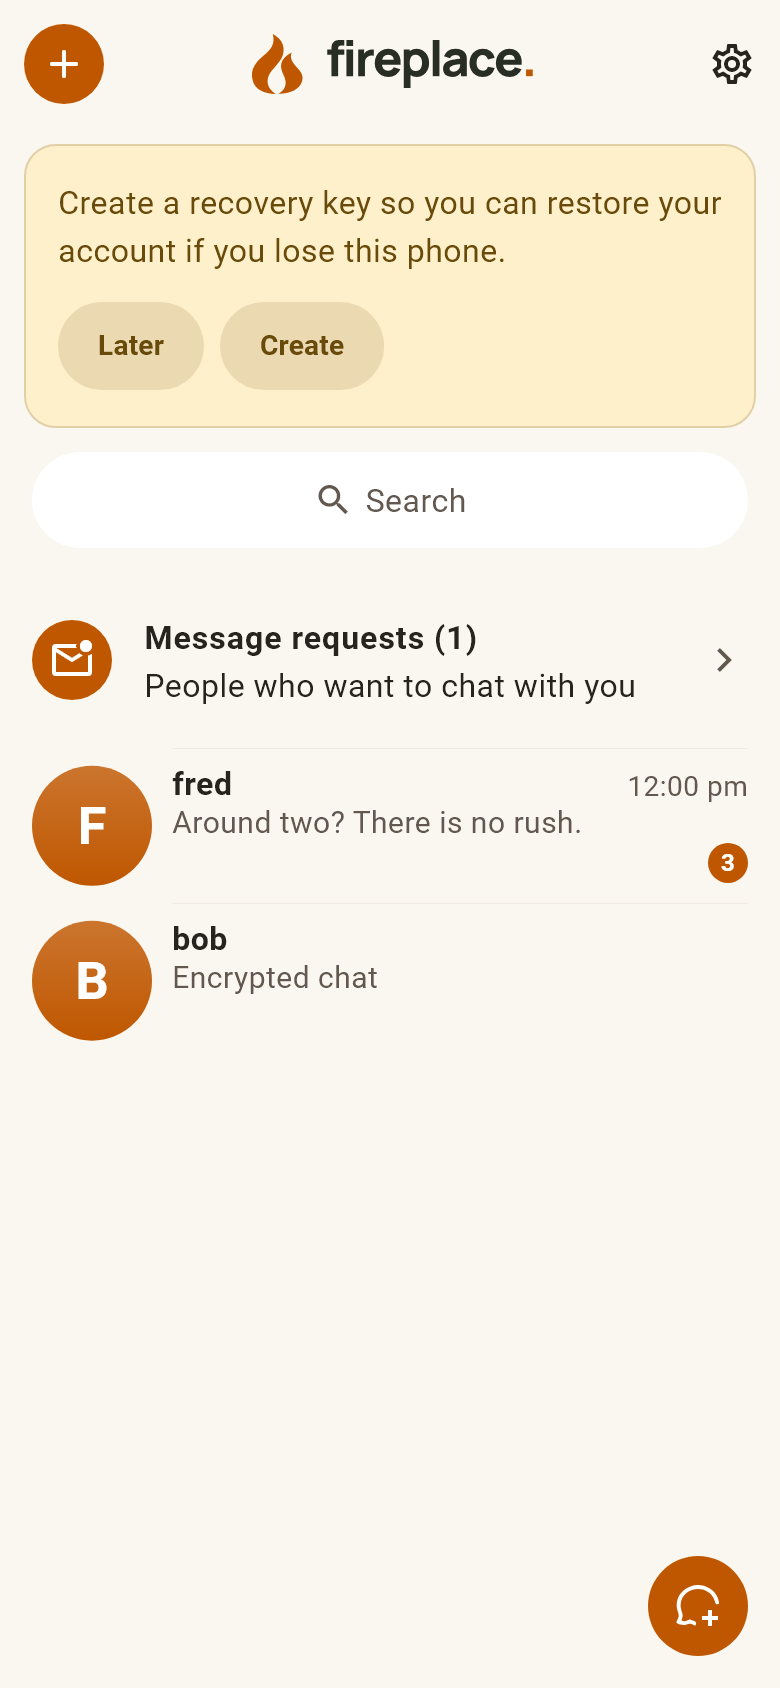 fireplace.
Create a recovery key so you can restore your
account if you lose this phone.
Later
Create
Search
Message requests (1)
People who want to chat with you
F
fred
12:00 pm
Around two? There is no rush.
3
B
bob
Encrypted chat